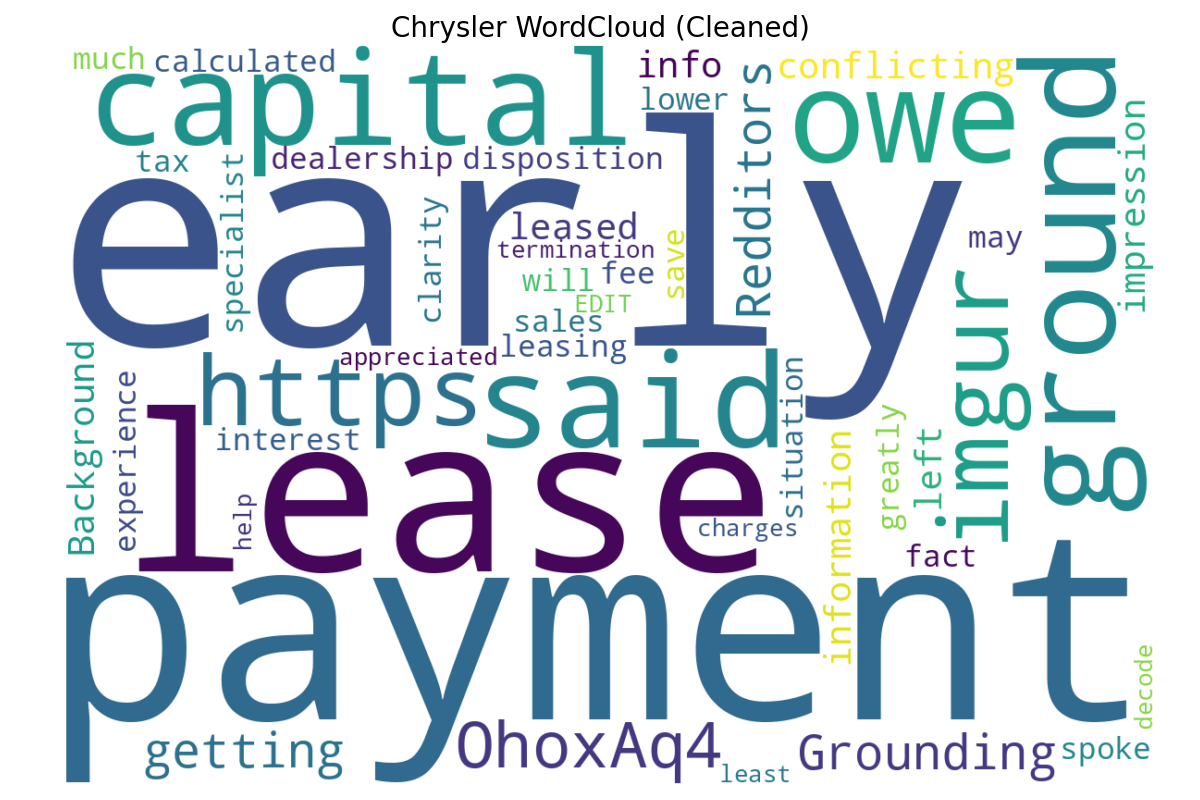 Chrysler WordCloud (Cleaned)
much
calculated
capital
info
lower
Redditors
conflicting
owe
ground
impression
tax
dealership
disposition
specialist
early
clarity
leased
termination
will
fee
save
EDIT
sales
leasing
may
imgur
appreciated
https
said
Background
experience
interest
lease
help
situation
charges
information
greatly
left
fact
payment
decode
getting
OhoxAq4
least
Grounding
spoke